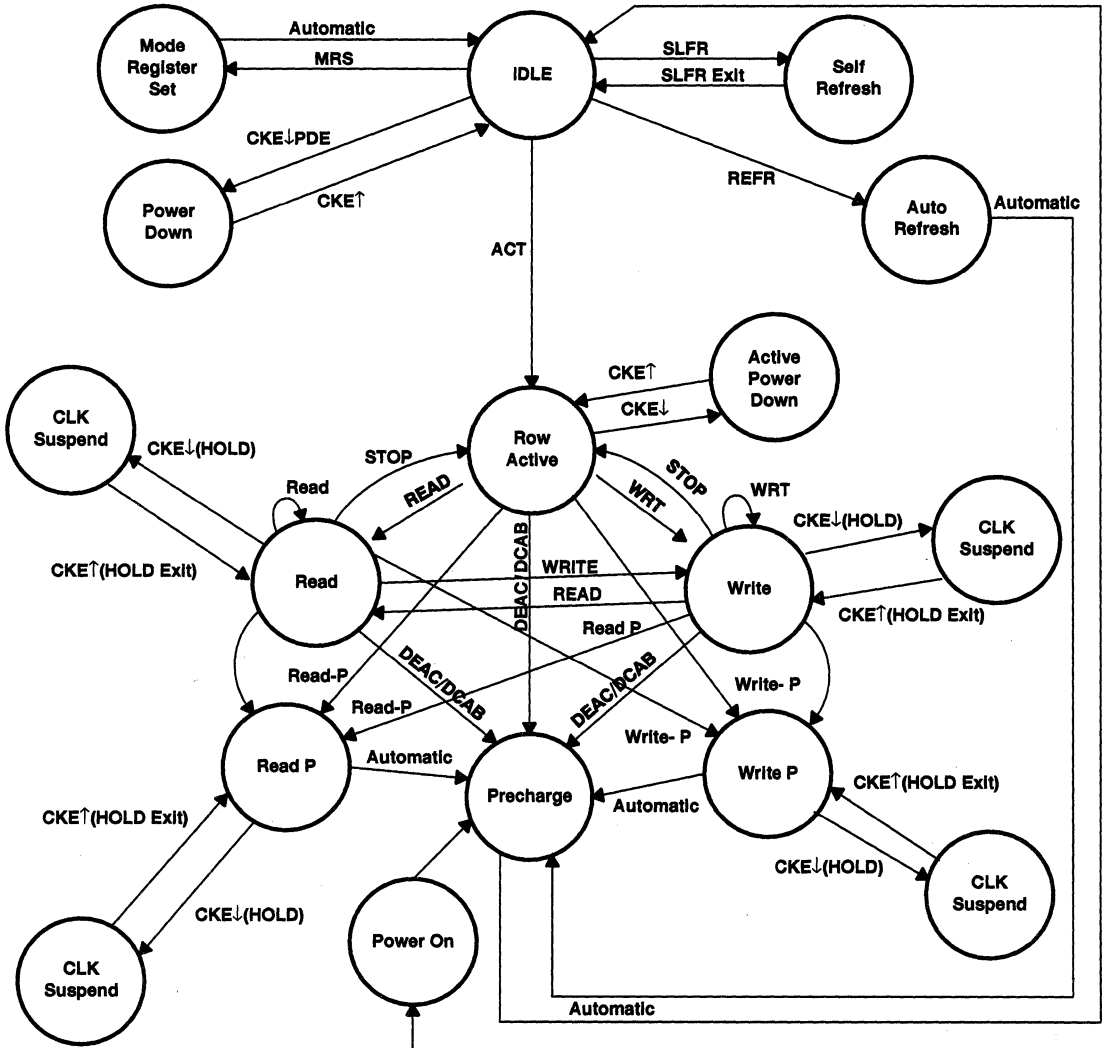 Automatic
MRS
Mode
Register
Set
IDLE
SLFR
SLFR Exit
Self
Refresh
CKE↓PDE
CKE↑
Power
Down
REFR
Auto
Refresh
Automatic
ACT
Active
Power
Down
CKE↑
CKE↓
CLK
Suspend
CKE↓(HOLD)
Row
Active
STOP
READ
STOP
WRT
Read
WRT
CKE↓(HOLD)
CLK
Suspend
CKE↑(HOLD Exit)
Read
WRITE
READ
DEAC/DCAB
Write
CKE↑(HOLD Exit)
Read P
Read-P
DEAC/DCAB
DEAC/DCAB
Write- P
Read-P
Write- P
Read P
Automatic
Precharge
Automatic
Write P
CKE↑(HOLD Exit)
CKE↑(HOLD Exit)
CKE↓(HOLD)
CLK
Suspend
CKE↓(HOLD)
Power On
CLK
Suspend
Automatic